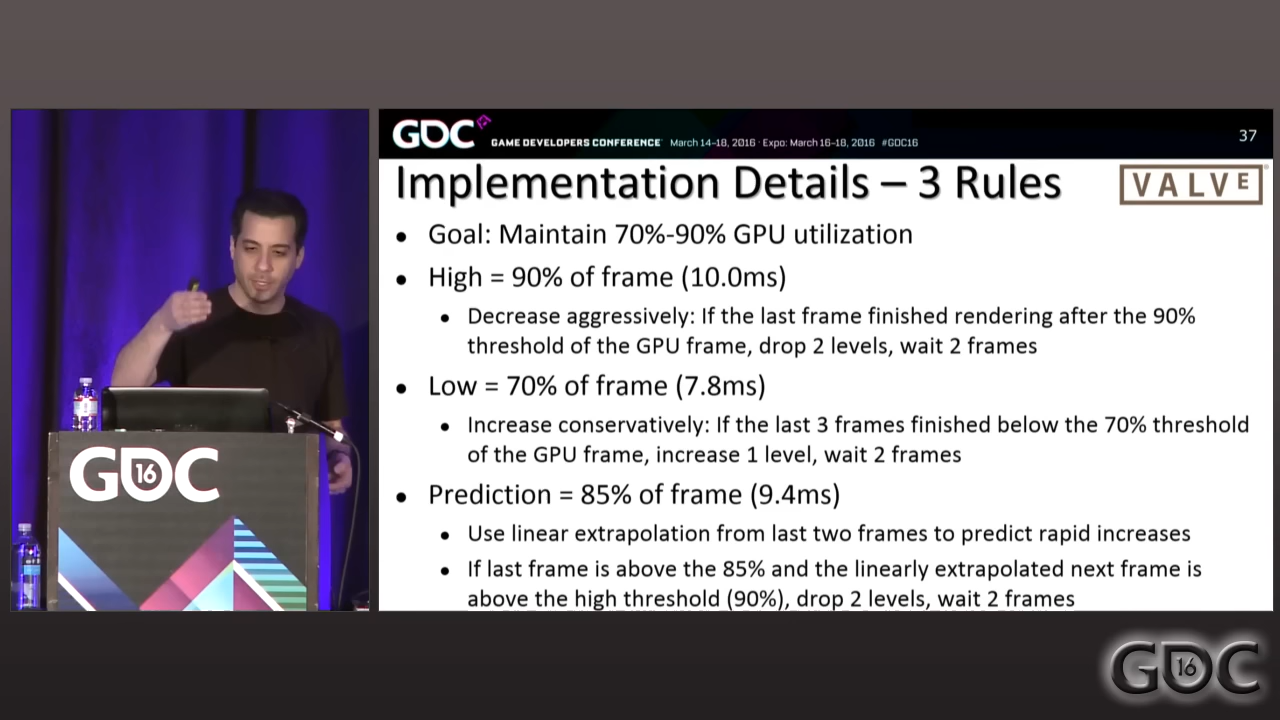 GDC
GAME DEVELOPERS CONFERENCE March 14-18, 2016 · Expo: March 16-18, 2016 #GDC16
37
Implementation Details – 3 Rules
VALVE
• Goal: Maintain 70%-90% GPU utilization
• High = 90% of frame (10.0ms)
• Decrease aggressively: If the last frame finished rendering after the 90%
threshold of the GPU frame, drop 2 levels, wait 2 frames
• Low = 70% of frame (7.8ms)
• Increase conservatively: If the last 3 frames finished below the 70% threshold
of the GPU frame, increase 1 level, wait 2 frames
• Prediction = 85% of frame (9.4ms)
• Use linear extrapolation from last two frames to predict rapid increases
• If last frame is above the 85% and the linearly extrapolated next frame is
above the high threshold (90%), drop 2 levels, wait 2 frames
GDC
16
GDC
16